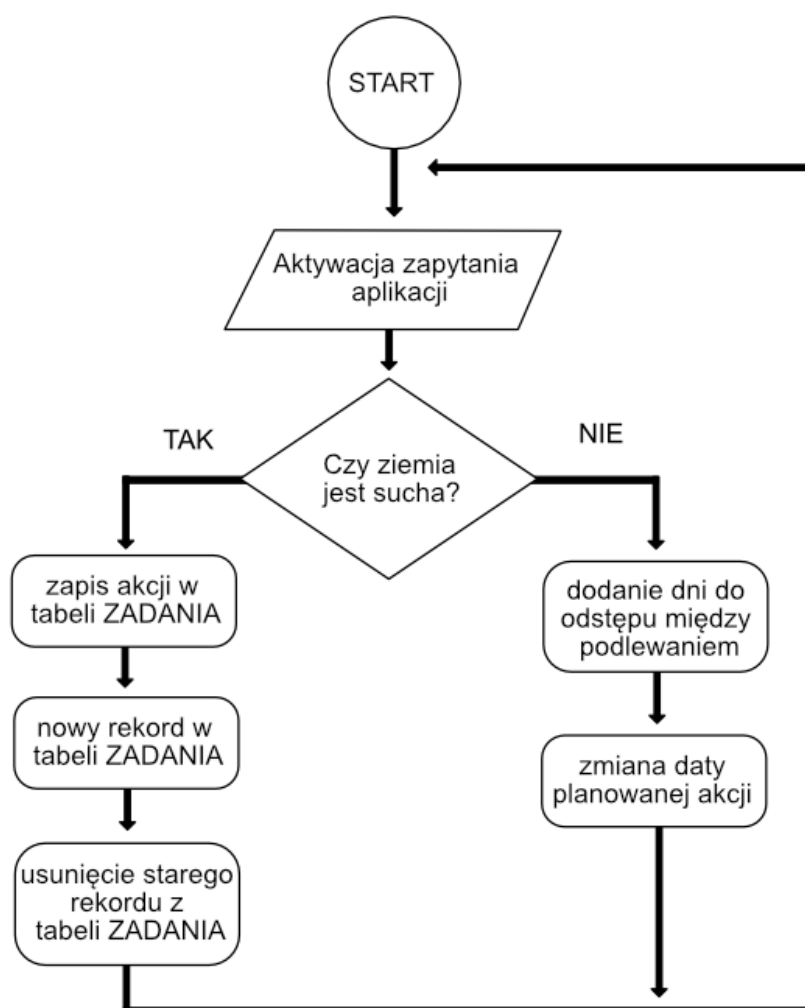 START
Aktywacja zapytania
aplikacji
TAK
NIE
Czy ziemia
jest sucha?
zapis akcji w
tabeli ZADANIA
dodanie dni do
odstępu między
podlewaniem
nowy rekord w
tabeli ZADANIA
zmiana daty
planowanej akcji
usunięcie starego
rekordu z
tabeli ZADANIA